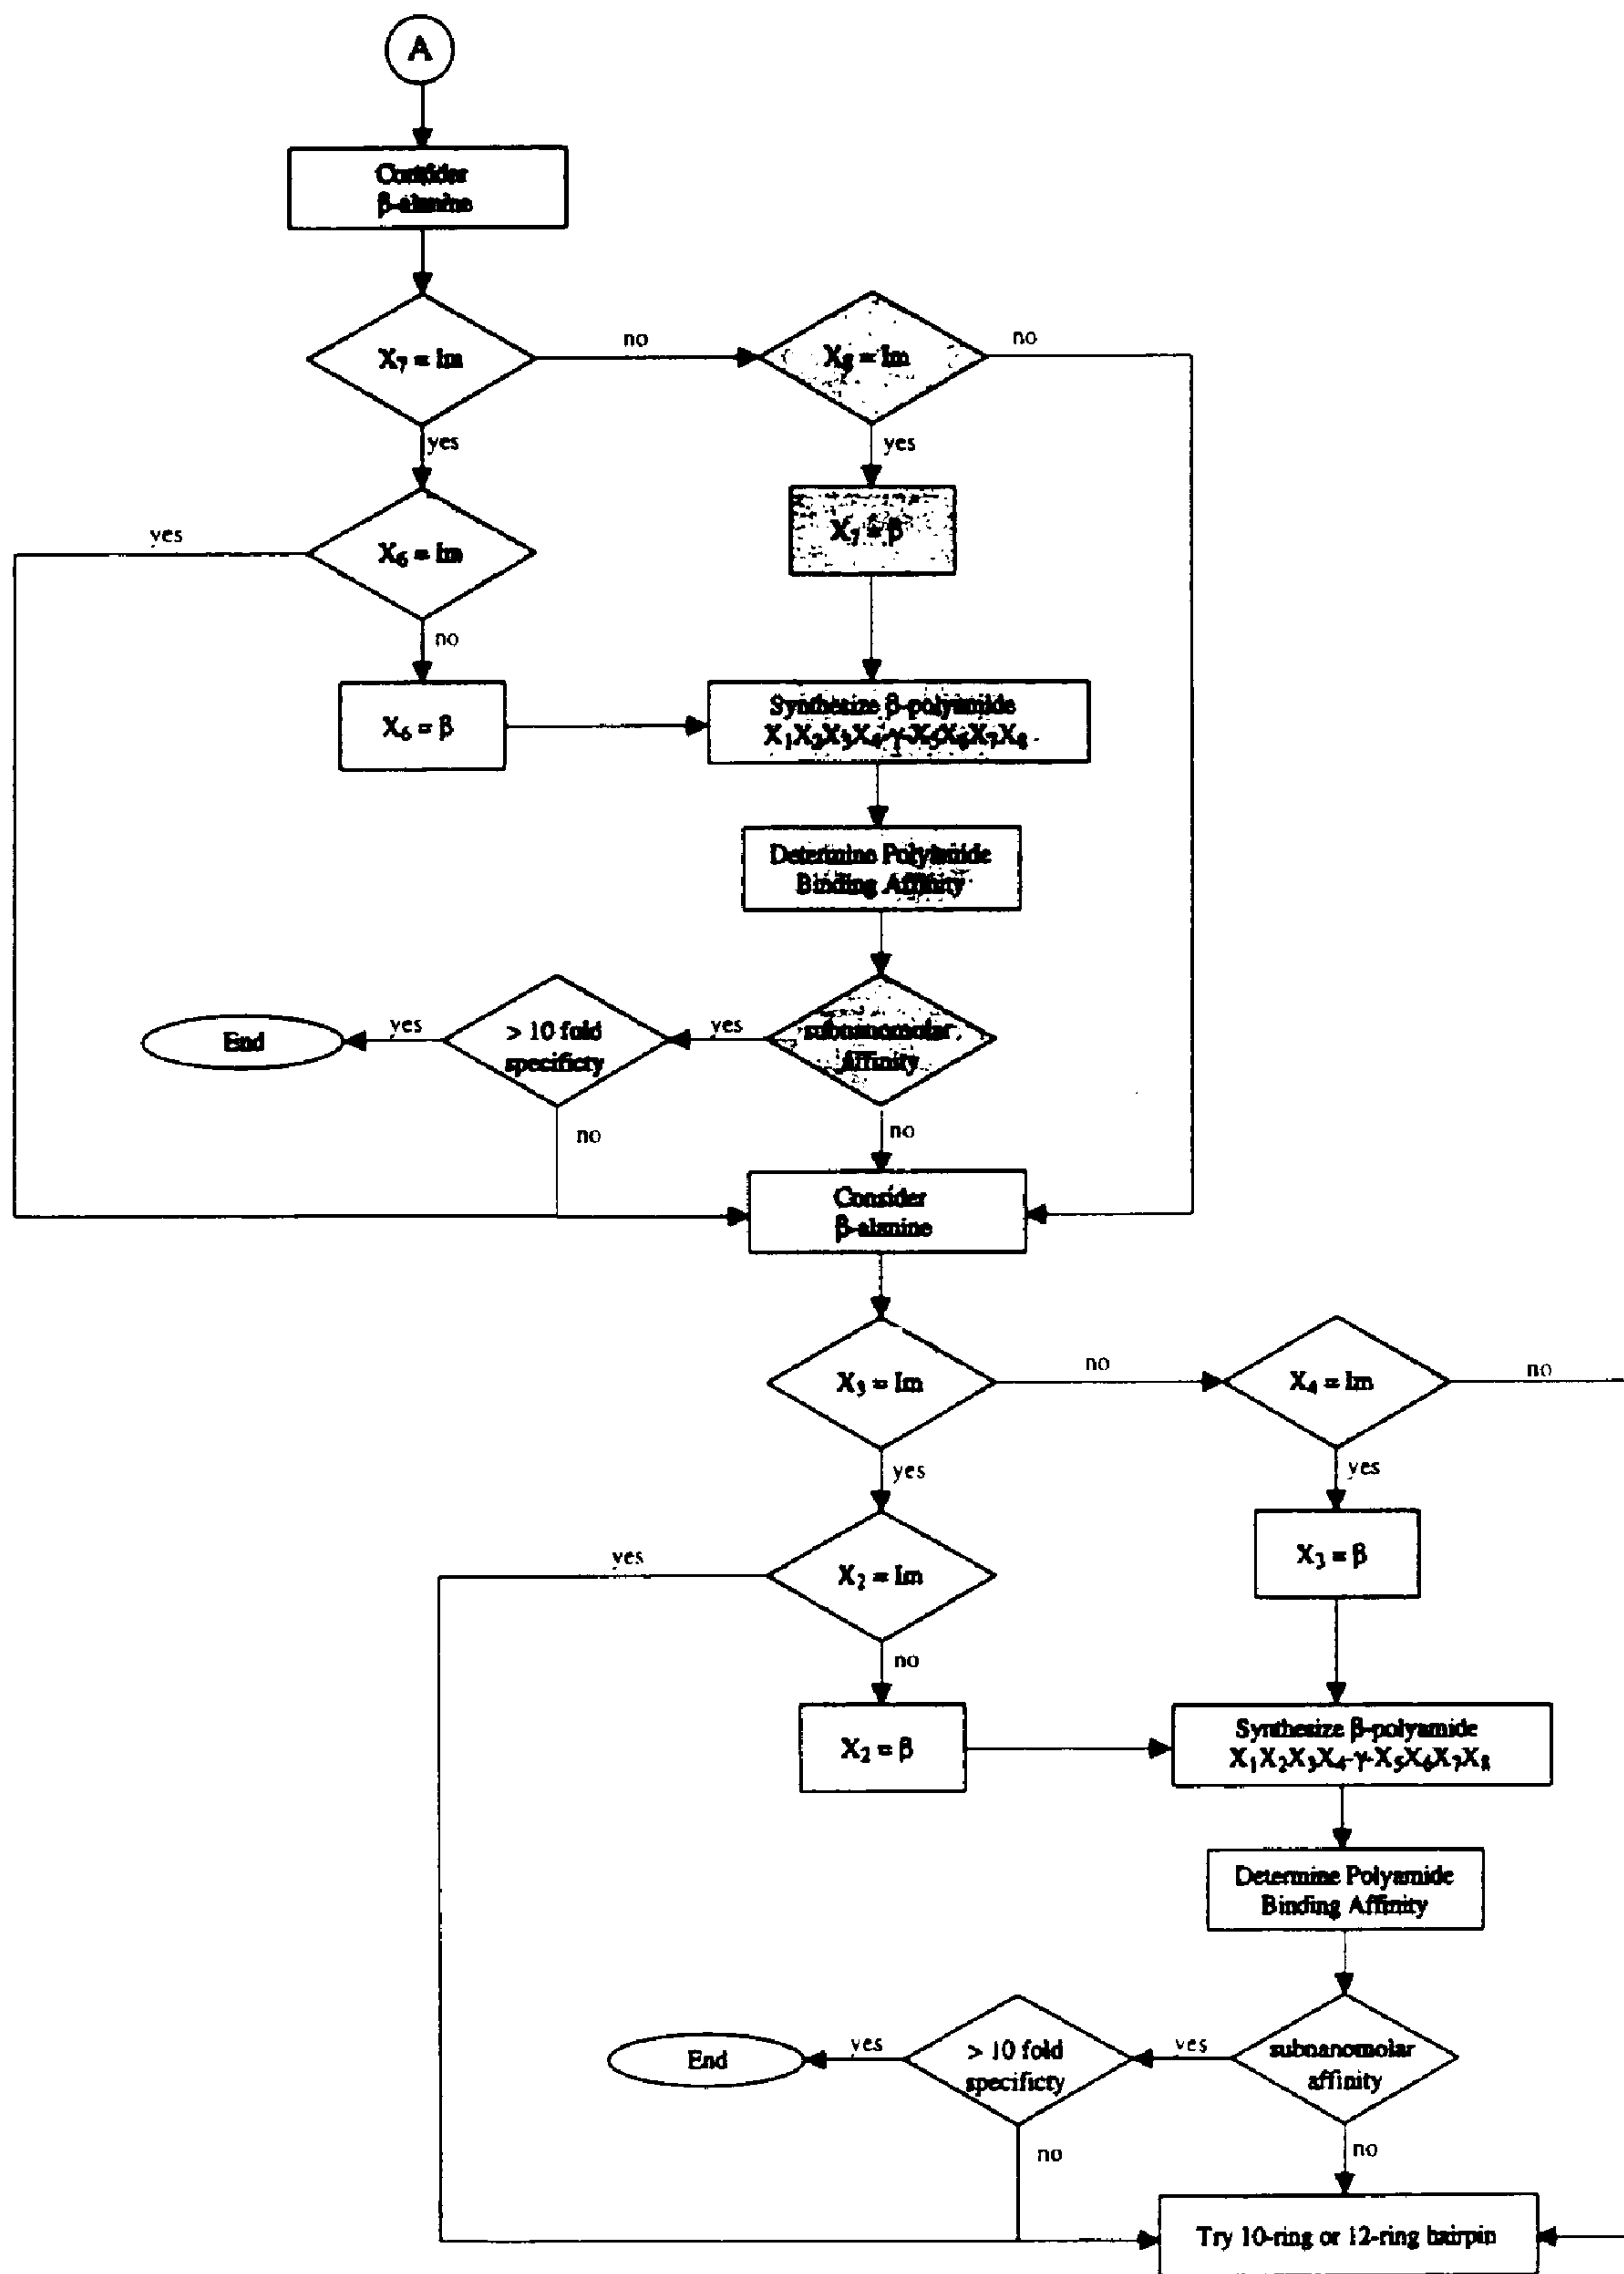 A
Consider
β-alanine
X₇ = Im
no
X₈ = Im
no
yes
yes
X₇ = β
yes
X₆ = Im
no
X₆ = β
Synthesize β-polyamide
X₁X₂X₃X₄-γ-X₅X₆X₇X₈
Determine Polyamide
Binding Affinity
End
yes
> 10 fold
specificty
yes
subnanomolar
Affinity
no
no
Consider
β-alanine
X₃ = Im
no
X₄ = Im
no
yes
yes
X₃ = β
yes
X₂ = Im
no
X₂ = β
Synthesize β-polyamide
X₁X₂X₃X₄-γ-X₅X₆X₇X₈
Determine Polyamide
Binding Affinity
End
yes
> 10 fold
specificty
yes
subnanomolar
affinity
no
no
Try 10-ring or 12-ring hairpin